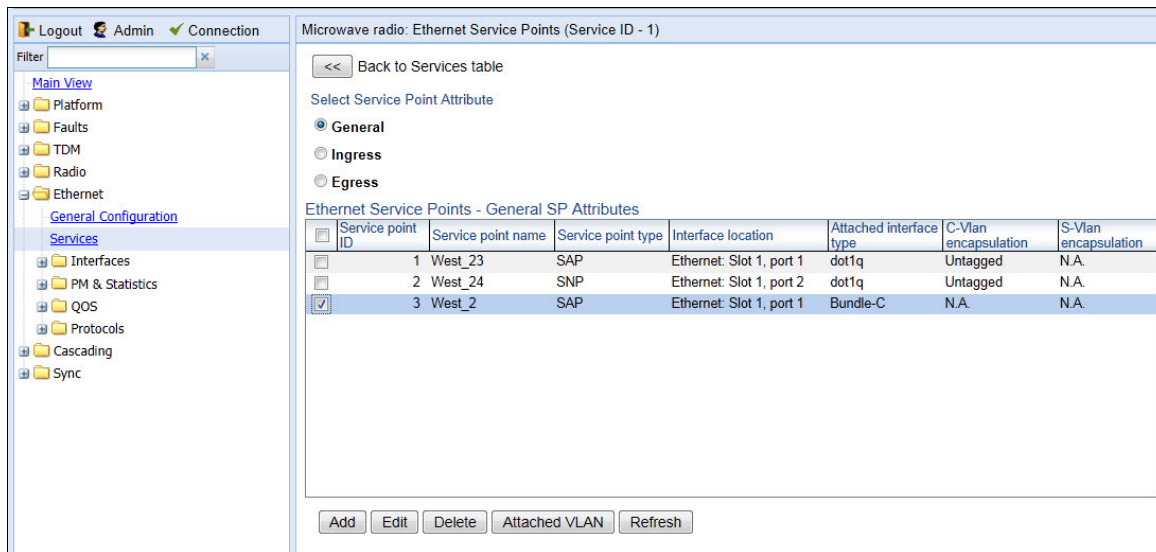 Logout Admin Connection
Filter
Main View
Platform
Faults
TDM
Radio
Ethernet
General Configuration
Services
Interfaces
PM & Statistics
QOS
Protocols
Cascading
Sync
Microwave radio: Ethernet Service Points (Service ID - 1)
<< Back to Services table
Select Service Point Attribute
General
Ingress
Egress
Ethernet Service Points - General SP Attributes
Service point ID Service point name Service point type Interface location Attached interface type C-Vlan encapsulation S-Vlan encapsulation
1 West_23 SAP Ethernet: Slot 1, port 1 dot1q Untagged N.A.
2 West_24 SNP Ethernet: Slot 1, port 2 dot1q Untagged N.A.
3 West_2 SAP Ethernet: Slot 1, port 1 Bundle-C N.A. N.A.
Add Edit Delete Attached VLAN Refresh